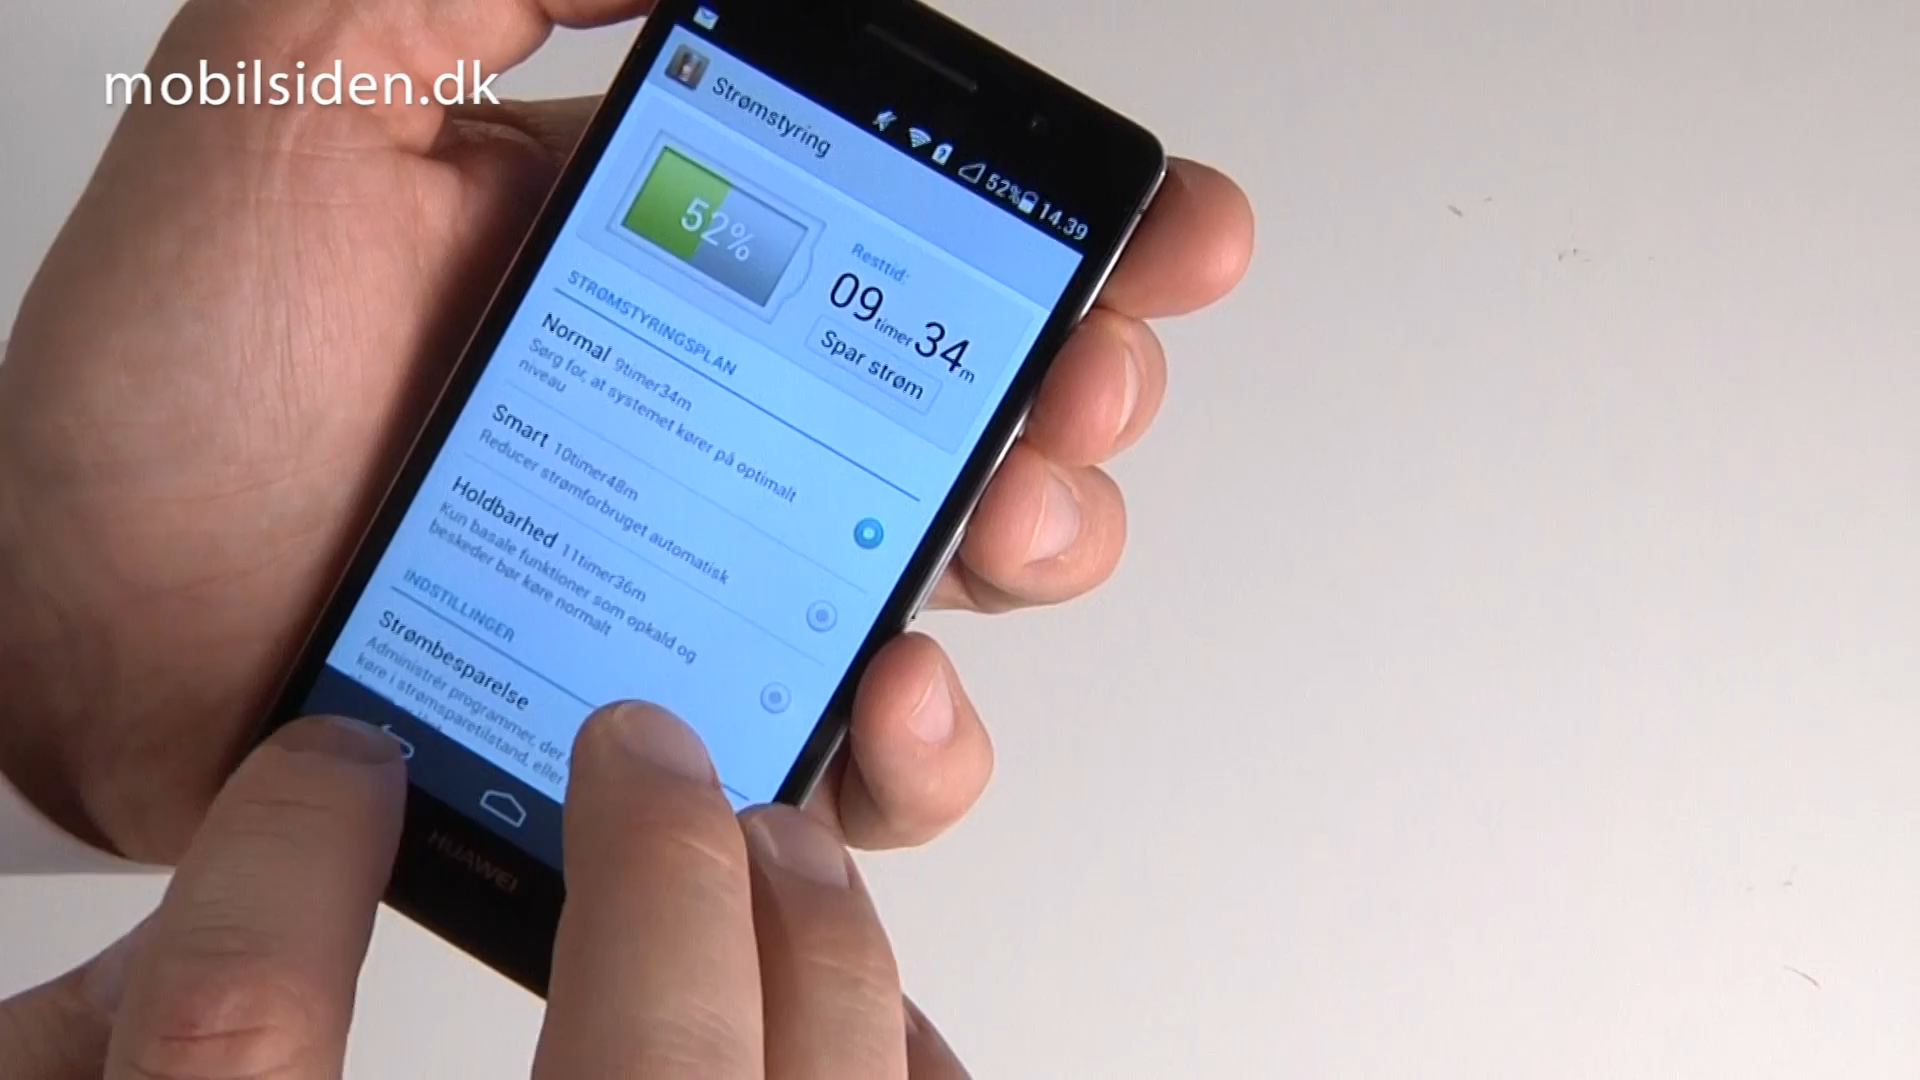 mobilsiden.dk
52% 14.39
Strømstyring
52%
Resttid:
09timer34m
Spar strøm
STRØMSTYRINGSPLAN
Normal 9timer34m
Sørg for, at systemet kører på optimalt
niveau
Smart 10timer48m
Reducer strømforbruget automatisk
Holdbarhed 11timer36m
Kun basale funktioner som opkald og
beskeder bør køre normalt
INDSTILLINGER
Strømbesparelse
Administrér programmer, der
køre i strømsparetilstand, eller
HUAWEI